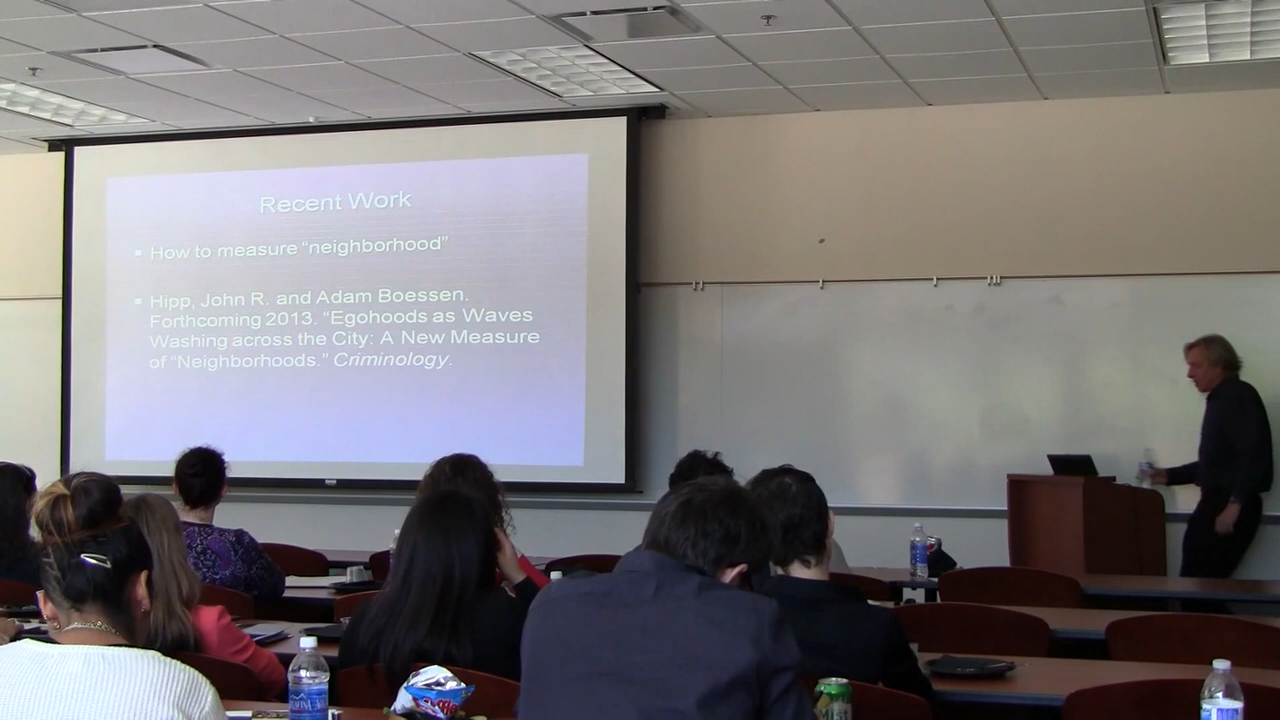 Recent Work
How to measure “neighborhood”
Hipp, John R. and Adam Boessen.
Forthcoming 2013. “Egohoods as Waves
Washing across the City: A New Measure
of “Neighborhoods.” Criminology.